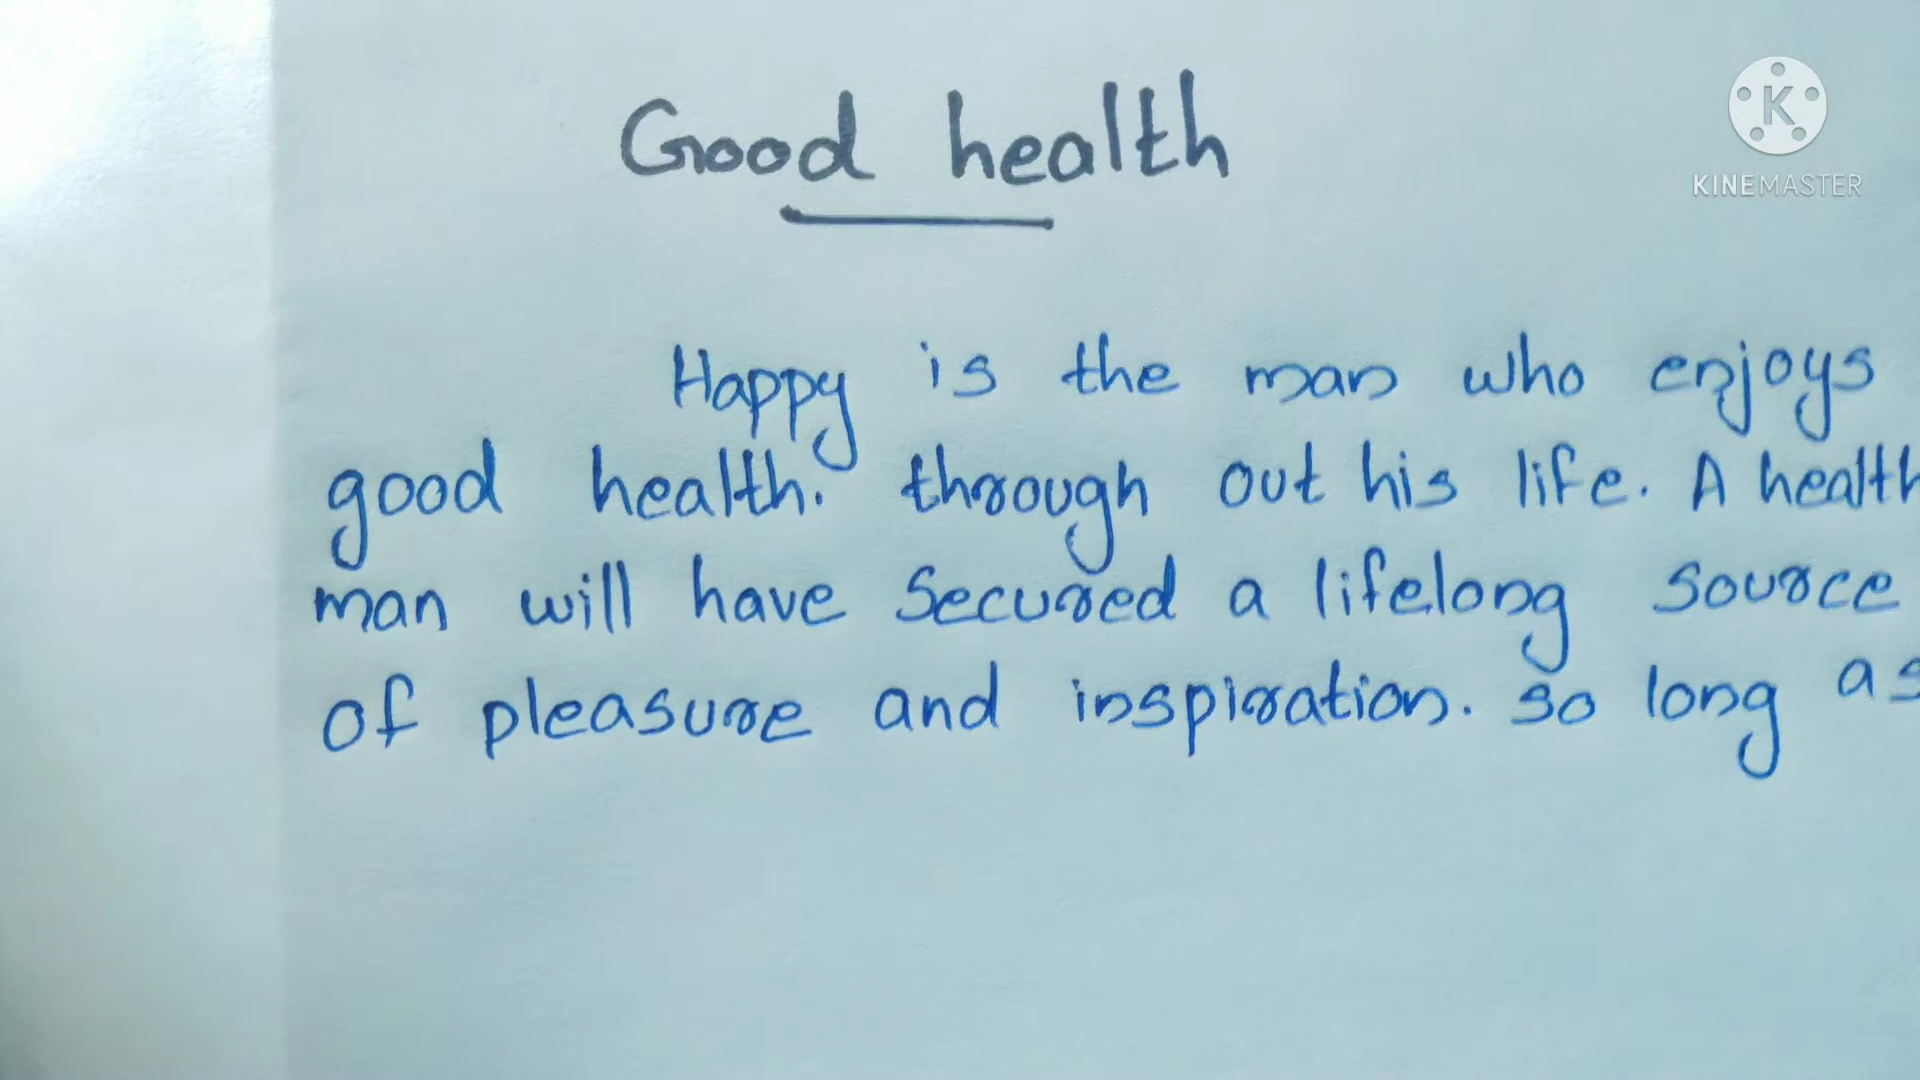 Good health
KINEMASTER
Happy is the man who enjoys
good health. through out his life. A health
man will have secured a lifelong source
of pleasure and inspiration. so long as